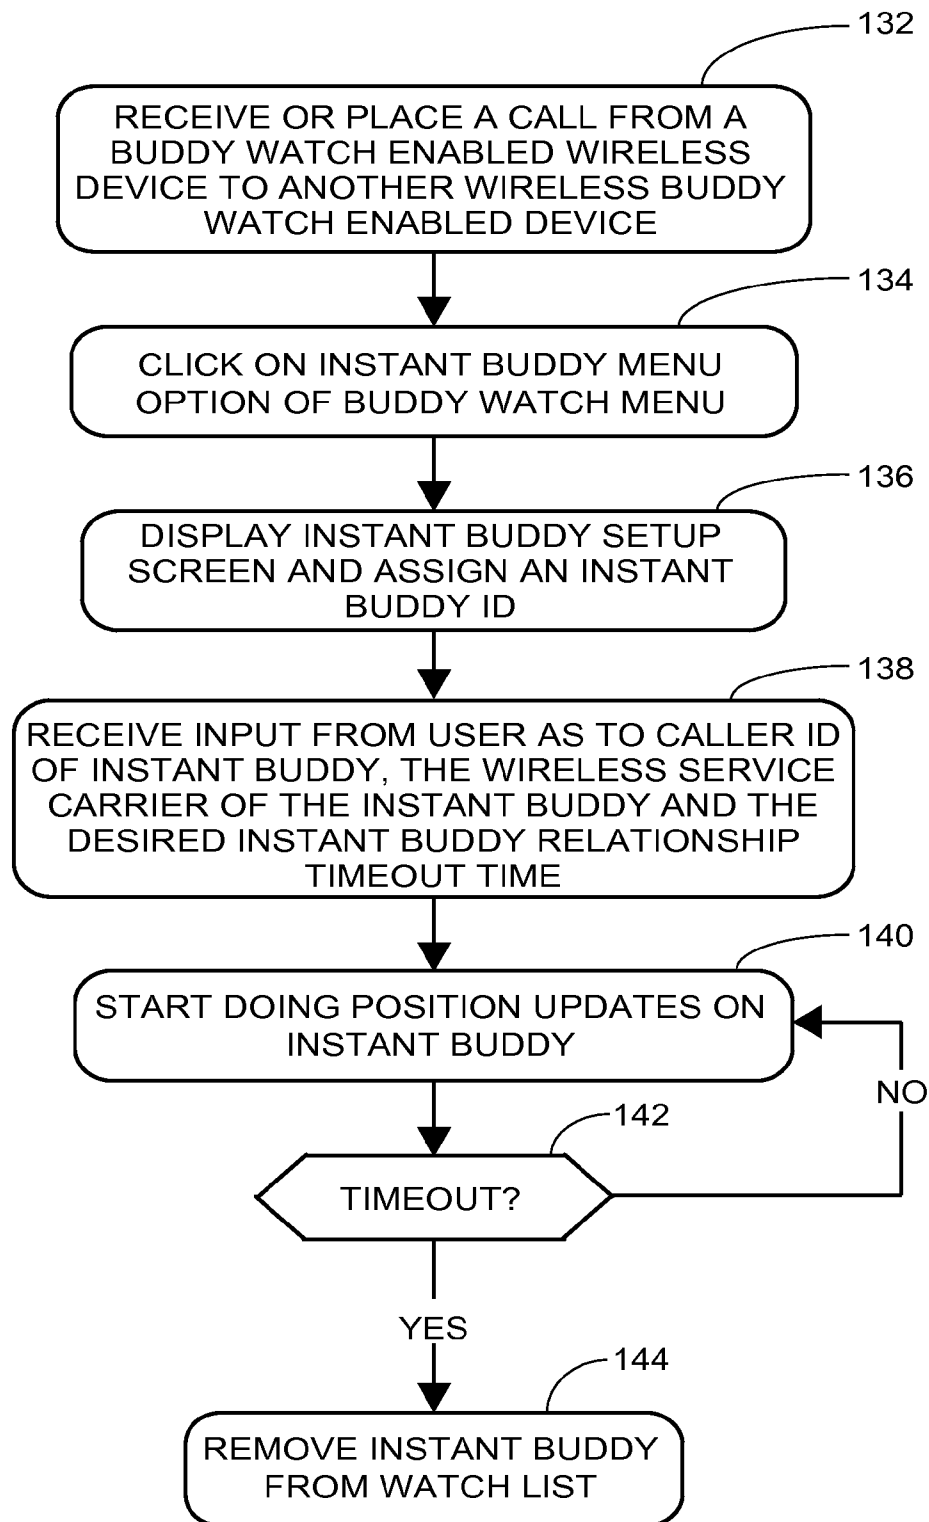 132
RECEIVE OR PLACE A CALL FROM A
BUDDY WATCH ENABLED WIRELESS
DEVICE TO ANOTHER WIRELESS BUDDY
WATCH ENABLED DEVICE
134
CLICK ON INSTANT BUDDY MENU
OPTION OF BUDDY WATCH MENU
136
DISPLAY INSTANT BUDDY SETUP
SCREEN AND ASSIGN AN INSTANT
BUDDY ID
138
RECEIVE INPUT FROM USER AS TO CALLER ID
OF INSTANT BUDDY, THE WIRELESS SERVICE
CARRIER OF THE INSTANT BUDDY AND THE
DESIRED INSTANT BUDDY RELATIONSHIP
TIMEOUT TIME
140
START DOING POSITION UPDATES ON
INSTANT BUDDY
NO
142
TIMEOUT?
YES
144
REMOVE INSTANT BUDDY
FROM WATCH LIST